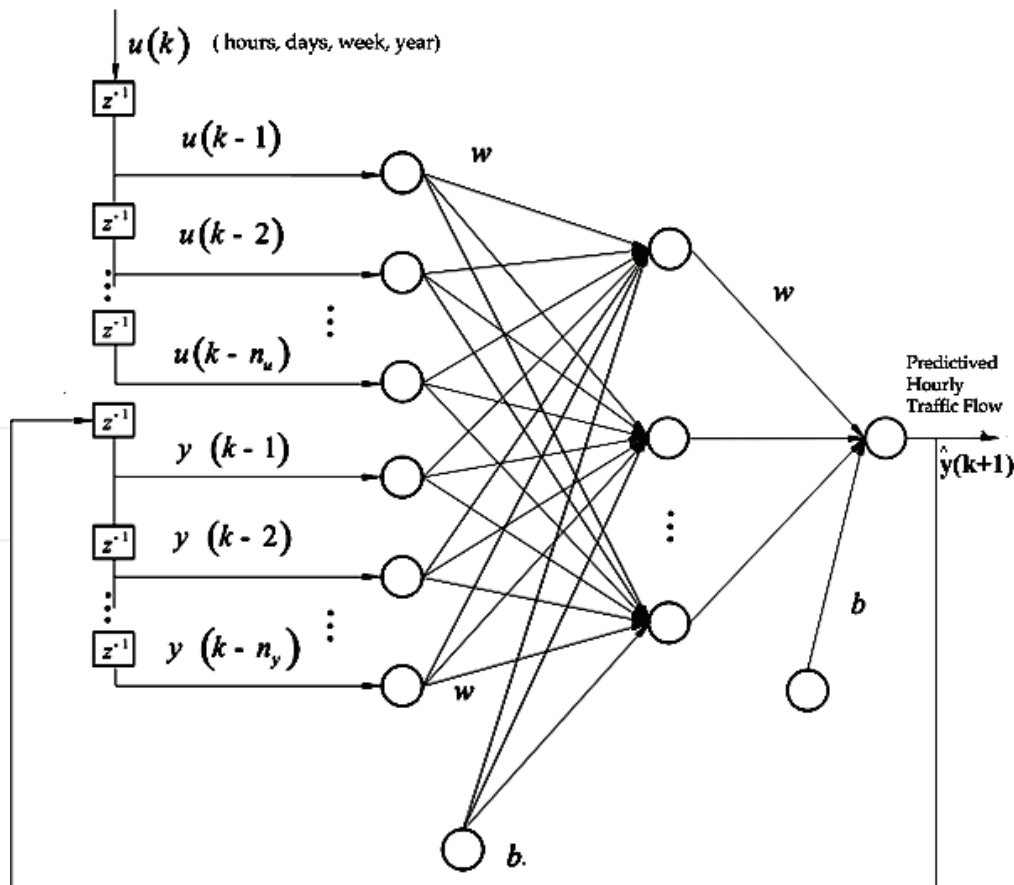 u(k) ( hours, days, week, year)
z⁻¹
u(k - 1)
w
z⁻¹
u(k - 2)
w
z⁻¹
u(k - nᵤ)
Predictived
Hourly
Traffic Flow
z⁻¹
y (k - 1)
ŷ(k+1)
z⁻¹
y (k - 2)
b
z⁻¹
y (k - n_y)
w
b.